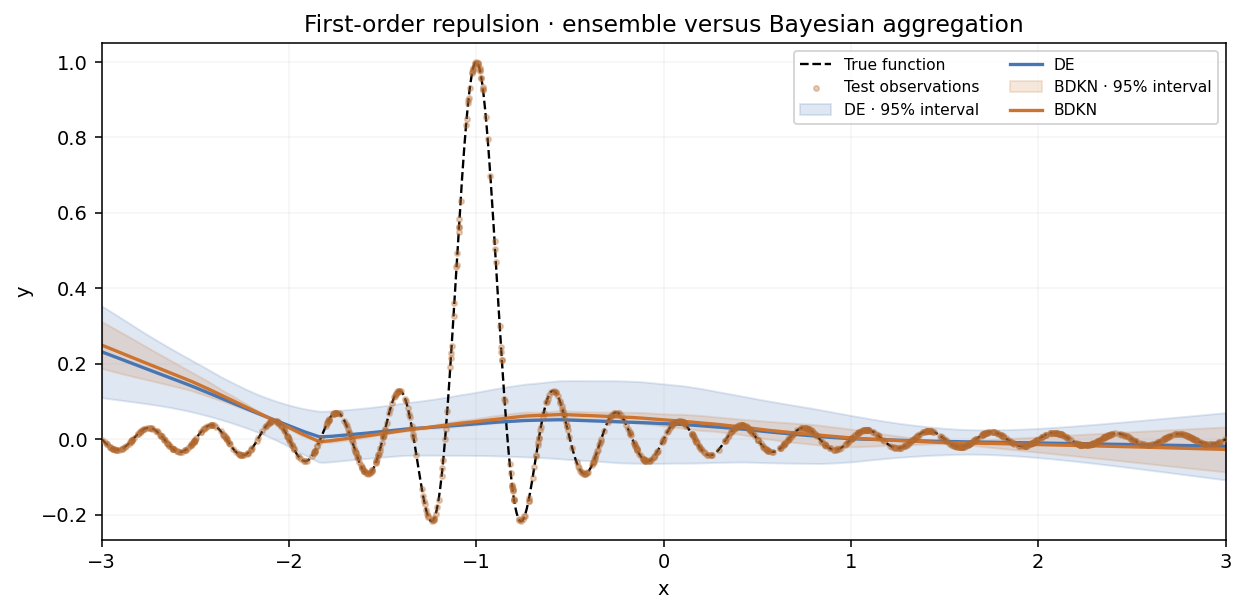 First-order repulsion · ensemble versus Bayesian aggregation
True function
Test observations
DE · 95% interval
DE
BDKN · 95% interval
BDKN
y
1.0
0.8
0.6
0.4
0.2
0.0
−0.2
−3
−2
−1
0
1
2
3
x